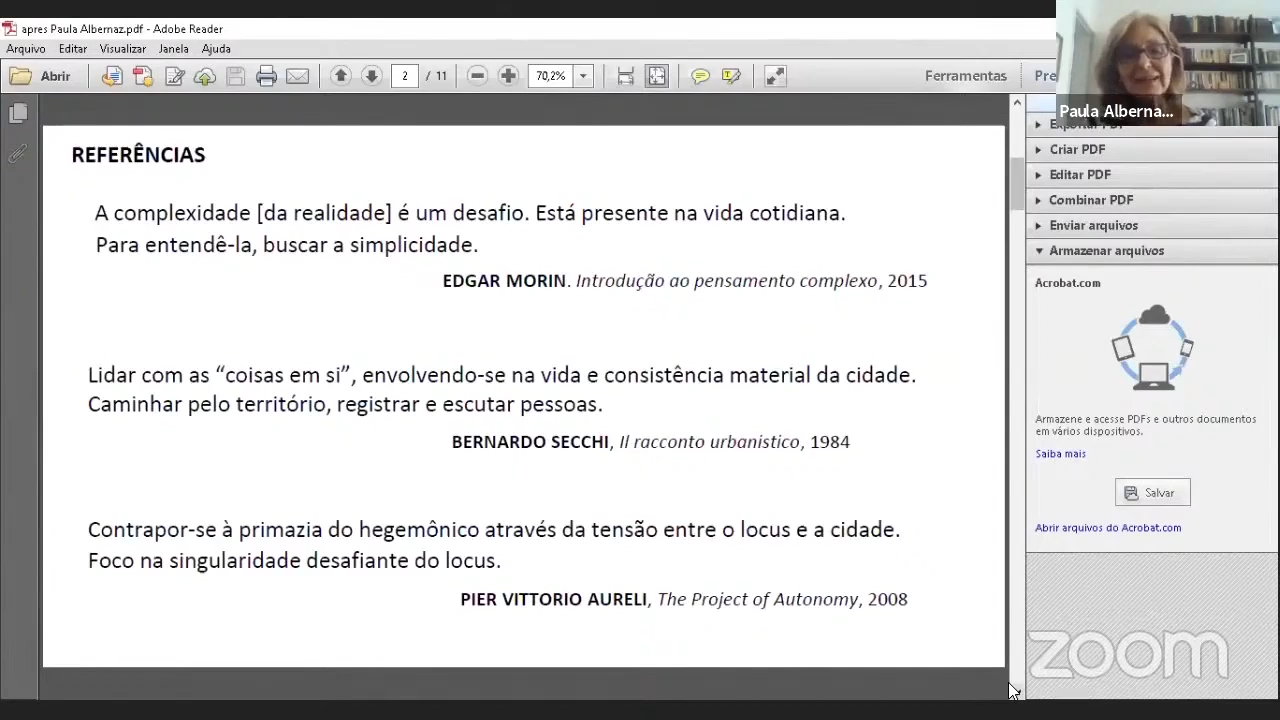 apres Paula Albernaz.pdf - Adobe Reader
Arquivo Editar Visualizar Janela Ajuda
Abrir
2 / 11
70,2%
Ferramentas
Paula Alberna...
REFERÊNCIAS
A complexidade [da realidade] é um desafio. Está presente na vida cotidiana.
Para entendê-la, buscar a simplicidade.
EDGAR MORIN. Introdução ao pensamento complexo, 2015
Lidar com as “coisas em si”, envolvendo-se na vida e consistência material da cidade.
Caminhar pelo território, registrar e escutar pessoas.
BERNARDO SECCHI, Il racconto urbanistico, 1984
Contrapor-se à primazia do hegemônico através da tensão entre o locus e a cidade.
Foco na singularidade desafiante do locus.
PIER VITTORIO AURELI, The Project of Autonomy, 2008
Exportar PDF
Criar PDF
Editar PDF
Combinar PDF
Enviar arquivos
Armazenar arquivos
Acrobat.com
Armazene e acesse PDFs e outros documentos
em vários dispositivos.
Saiba mais
Salvar
Abrir arquivos do Acrobat.com
zoom